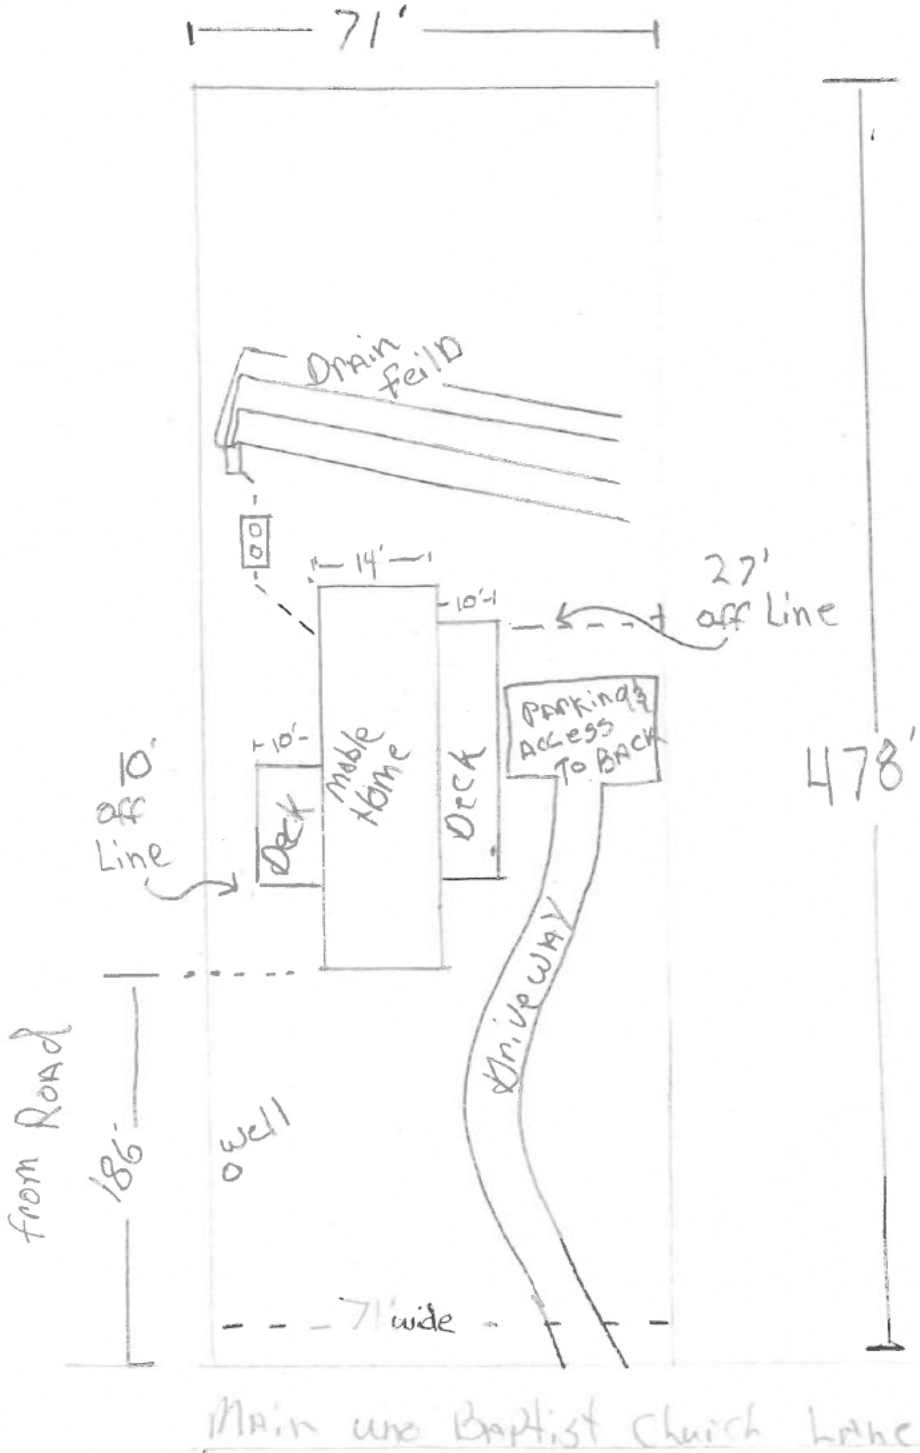 71'
Drain
feilD
14'
10'
27'
off Line
PArking &
Access
To BACK
478'
10'
10'
off
Line
Deck
Moble
Home
Deck
DriveWAY
from RoAd
186'
well
71' wide
MAin Baptist Church LAne